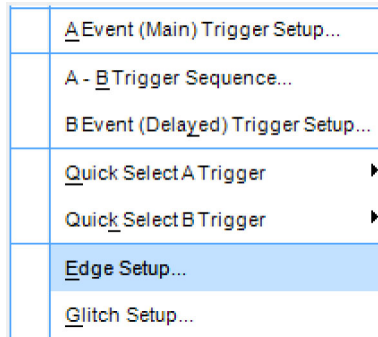 A Event (Main) Trigger Setup...
A - B Trigger Sequence...
B Event (Delayed) Trigger Setup...
Quick Select A Trigger
Quick Select B Trigger
Edge Setup...
Glitch Setup...